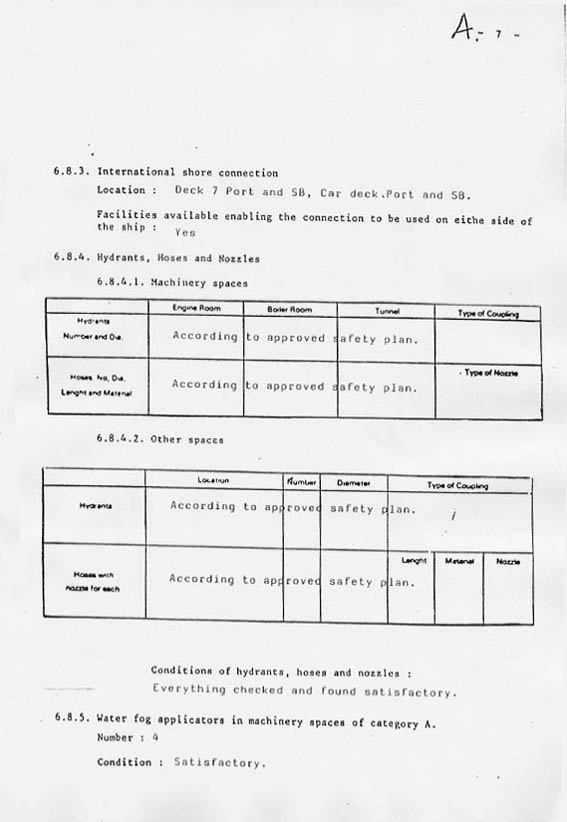 A.- 7 -
6.8.3. International shore connection
Location : Deck 7 Port and SB, Car deck.Port and SB.
Facilities available enabling the connection to be used on eithe side of
the ship : Yes
6.8.4. Hydrants, Hoses and Nozzles
6.8.4.1. Machinery spaces
Engine Room Boiler Room Tunnel Type of Coupling
Hydrants
Number and Dia. According to approved safety plan.
Hoses. No, Dia, Type of Nozzle
Lenght and Material According to approved safety plan.
6.8.4.2. Other spaces
Location Number Diameter Type of Coupling
Hydrants According to approved safety plan.
Lenght Material Nozzle
Hoses with
nozzle for each According to approved safety plan.
Conditions of hydrants, hoses and nozzles :
Everything checked and found satisfactory.
6.8.5. Water fog applicators in machinery spaces of category A.
Number : 4
Condition : Satisfactory.